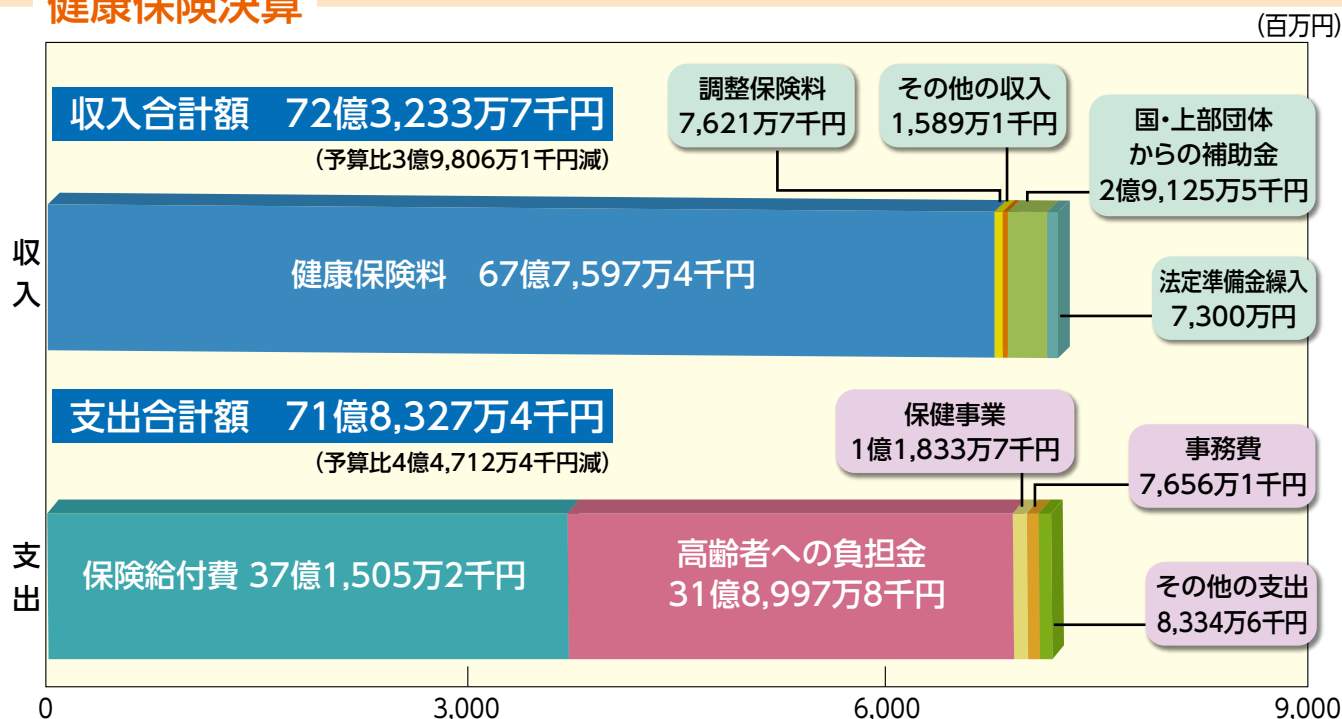 健康保険決算
(百万円)
収入合計額 72億3,233万7千円
(予算比3億9,806万1千円減)
調整保険料
7,621万7千円
その他の収入
1,589万1千円
国・上部団体
からの補助金
2億9,125万5千円
収入
健康保険料 67億7,597万4千円
法定準備金繰入
7,300万円
支出合計額 71億8,327万4千円
(予算比4億4,712万4千円減)
保健事業
1億1,833万7千円
事務費
7,656万1千円
支出
保険給付費 37億1,505万2千円
高齢者への負担金
31億8,997万8千円
その他の支出
8,334万6千円
0 3,000 6,000 9,000